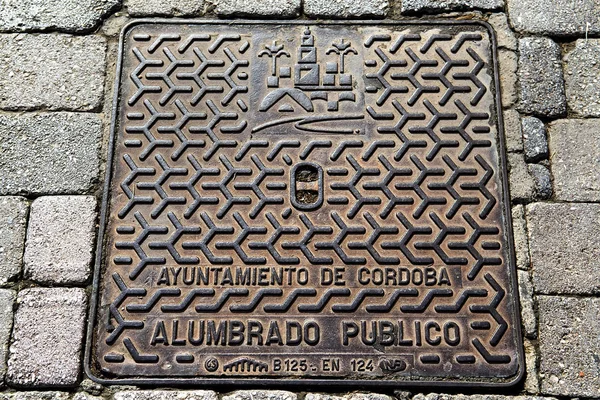 AYUNTAMIENTO DE CORDOBA
ALUMBRADO PUBLICO
B125-EN 124